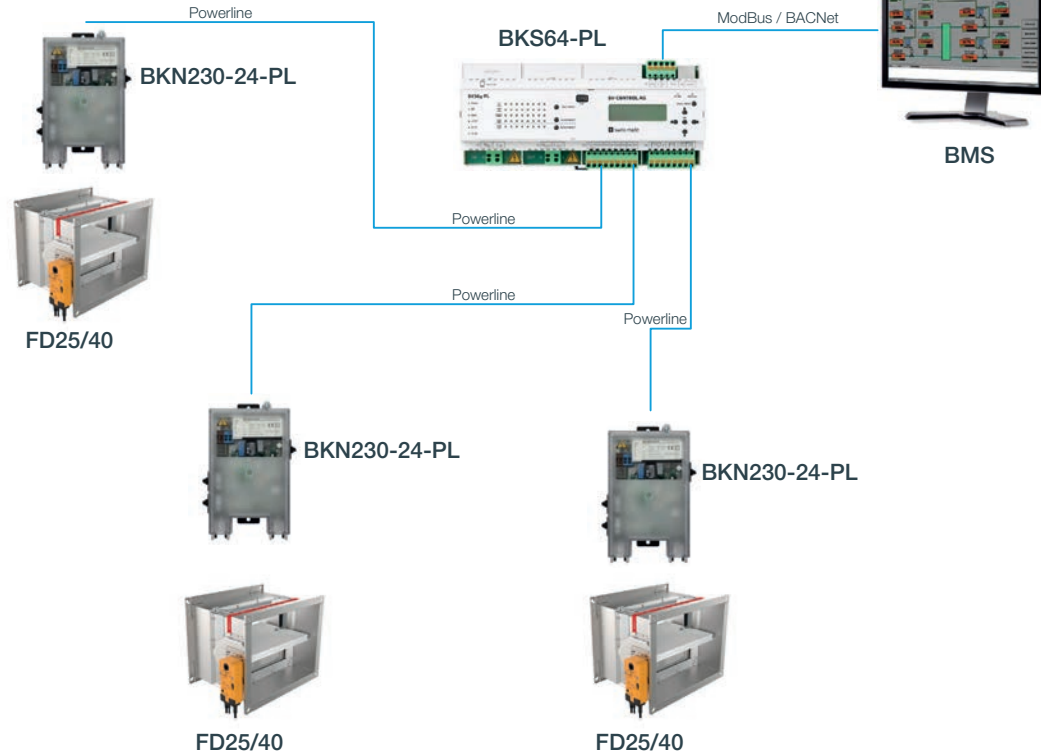 Powerline
ModBus / BACNet
BKS64-PL
BKN230-24-PL
BMS
Powerline
FD25/40
Powerline
Powerline
BKN230-24-PL
BKN230-24-PL
FD25/40
FD25/40